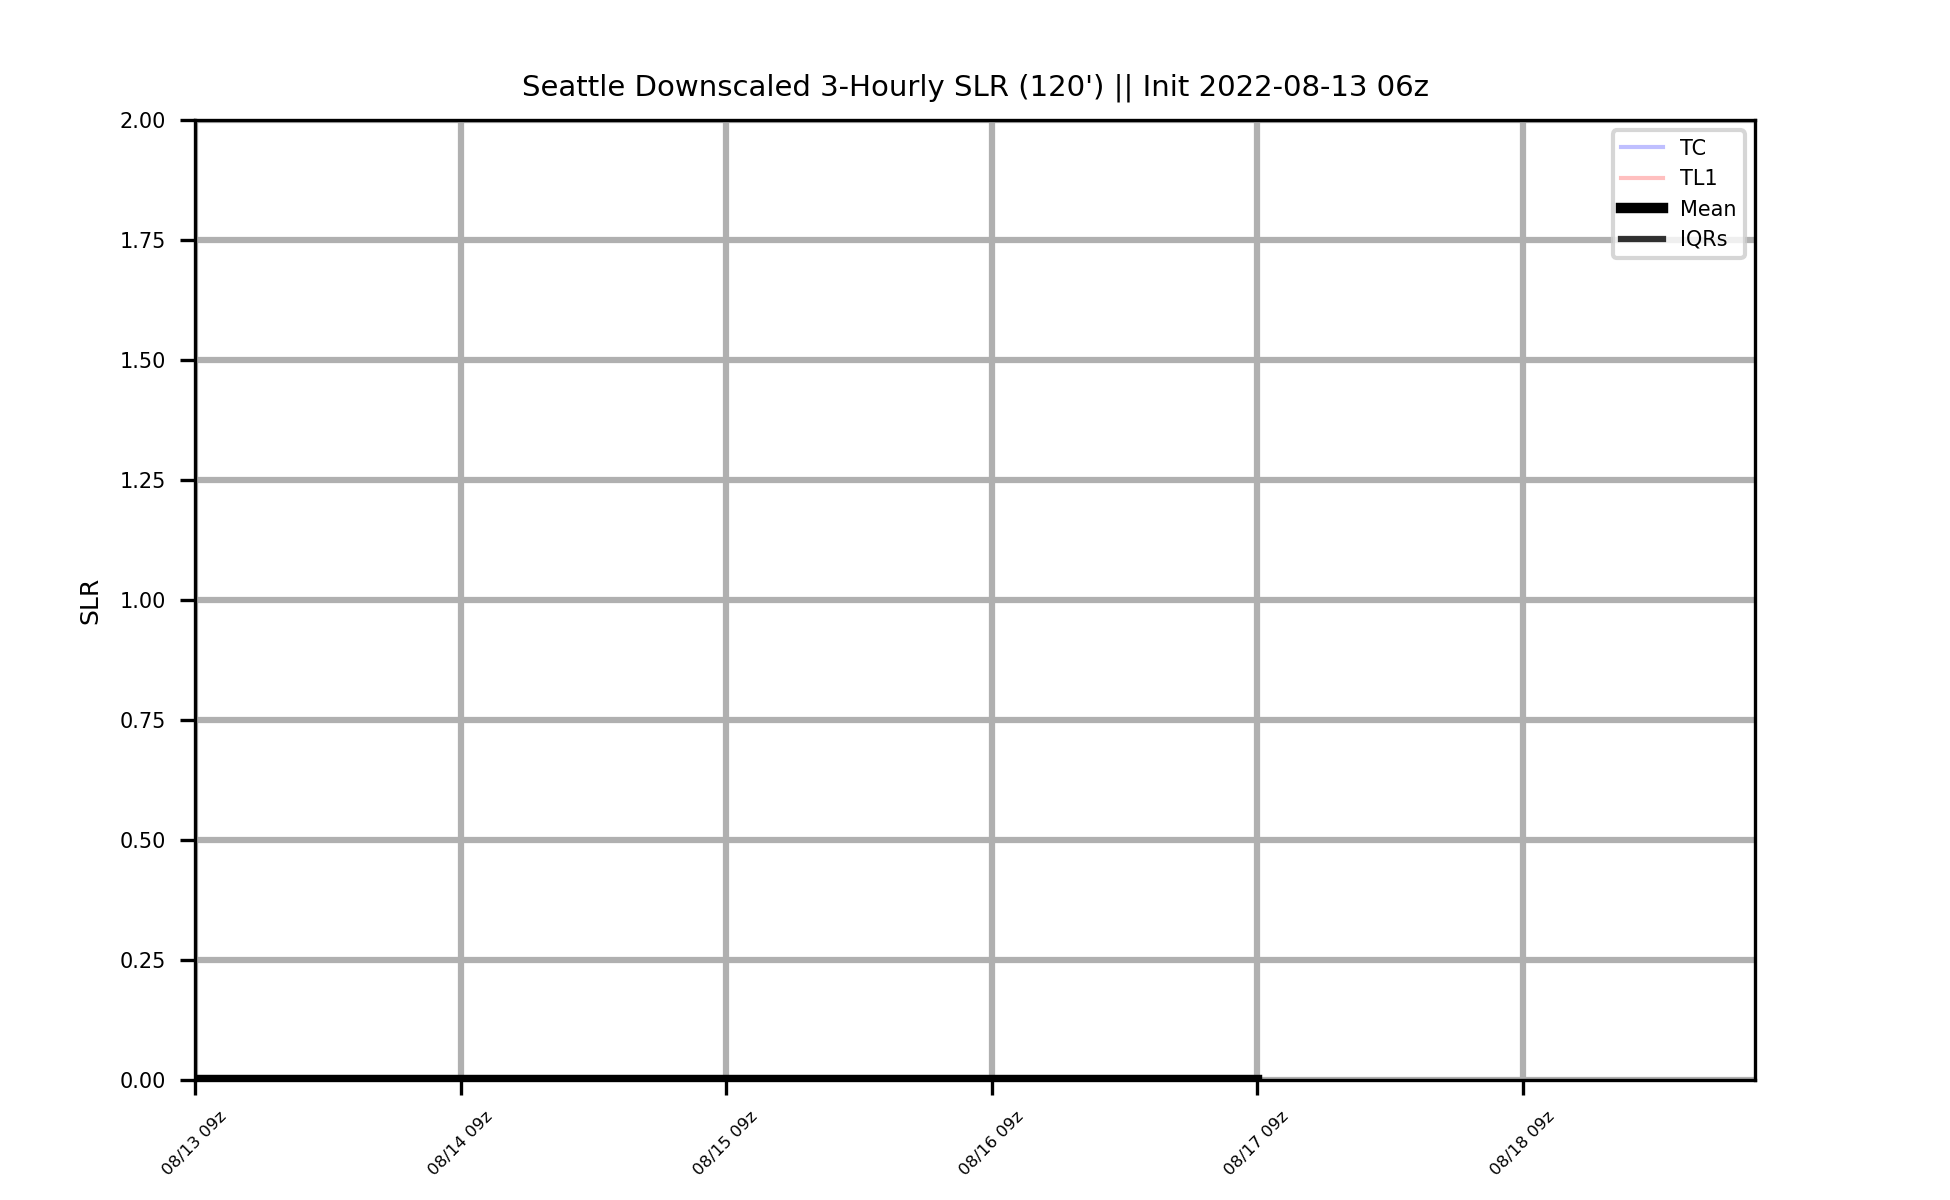 Seattle Downscaled 3-Hourly SLR (120') || Init 2022-08-13 06z
2.00
1.75
1.50
1.25
1.00
0.75
0.50
0.25
0.00
SLR
TC
TL1
Mean
IQRs
08/13 09z
08/14 09z
08/15 09z
08/16 09z
08/17 09z
08/18 09z